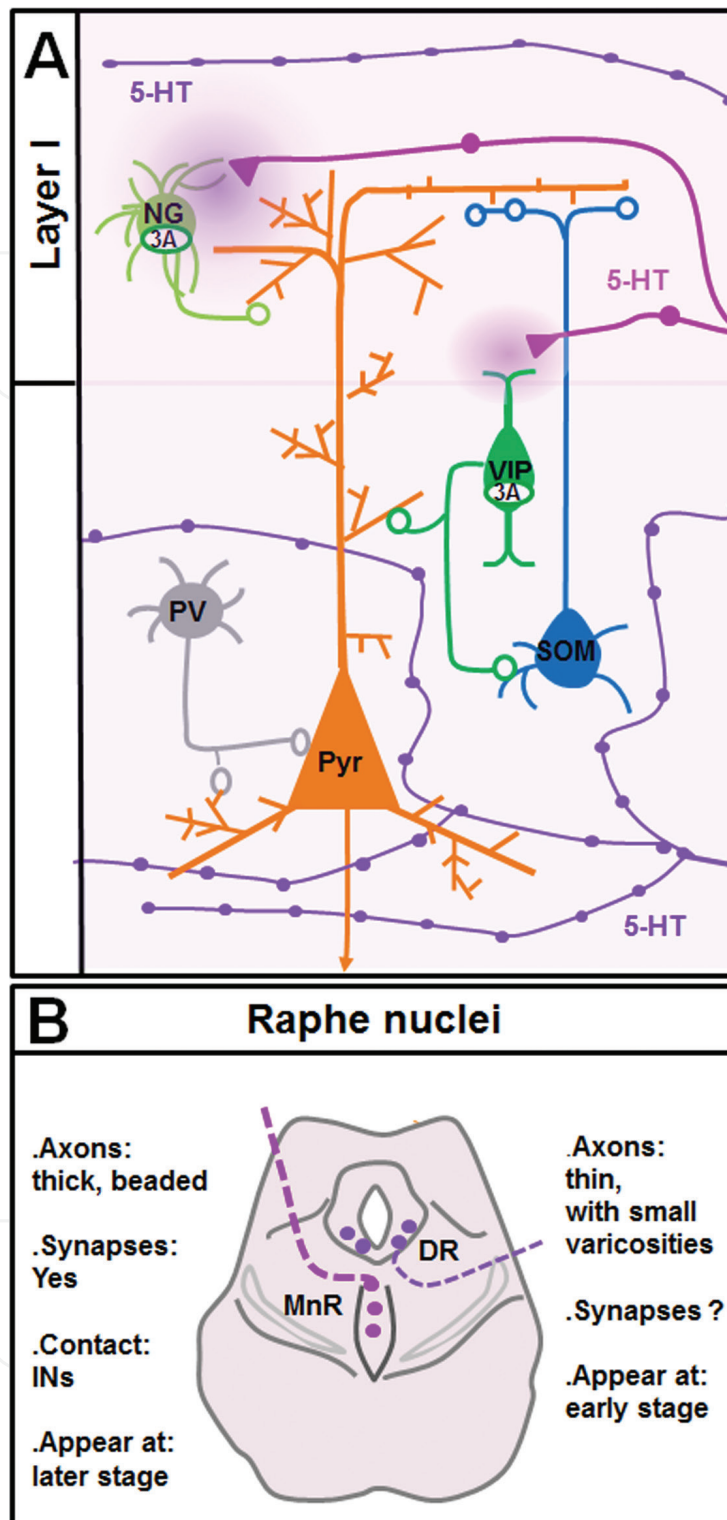 A
Layer I
5-HT
NG
3A
5-HT
VIP
3A
PV
SOM
Pyr
5-HT
B
Raphe nuclei
.Axons:
thick, beaded
.Synapses:
Yes
.Contact:
INs
.Appear at:
later stage
MnR
DR
.Axons:
thin,
with small
varicosities
.Synapses ?
.Appear at:
early stage